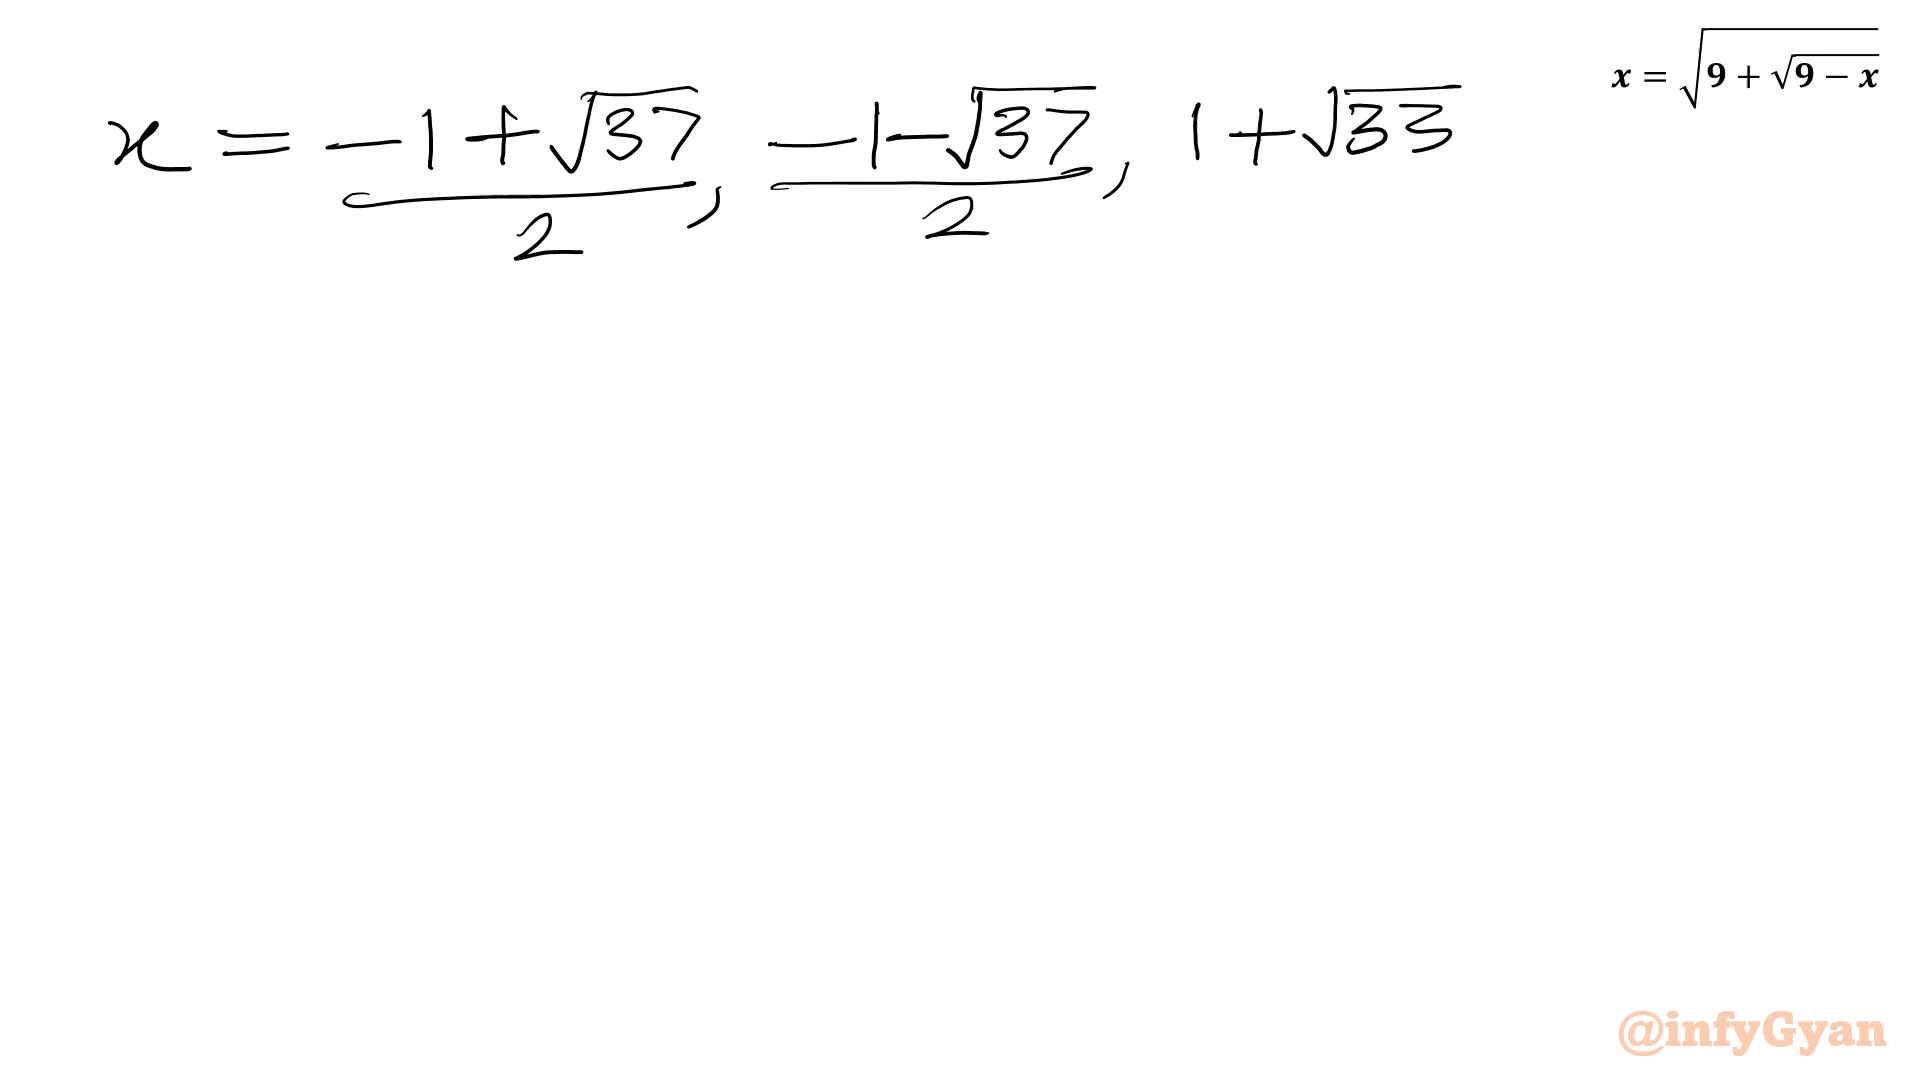 x = (-1+√37)/2, (-1-√37)/2, 1+√33
x = √(9 + √(9 − x))
@infyGyan